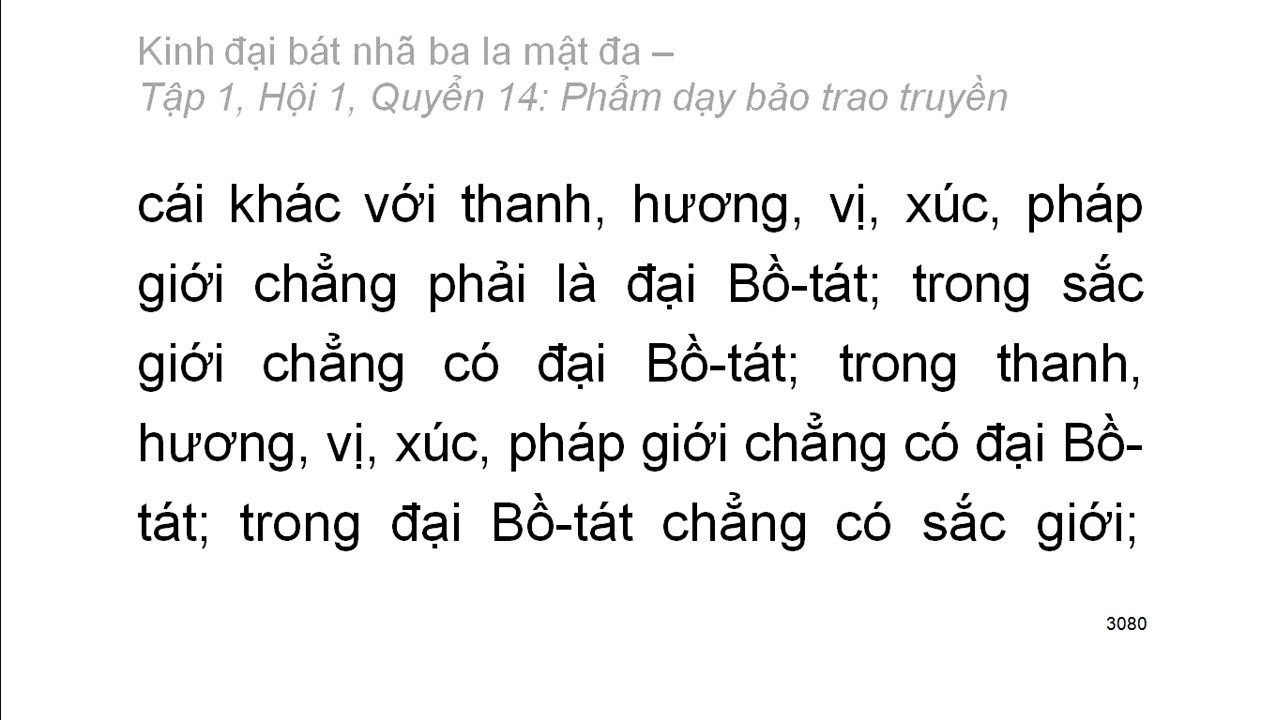 Kinh đại bát nhã ba la mật đa –
Tập 1, Hội 1, Quyển 14: Phẩm dạy bảo trao truyền
cái khác với thanh, hương, vị, xúc, pháp
giới chẳng phải là đại Bồ-tát; trong sắc
giới chẳng có đại Bồ-tát; trong thanh,
hương, vị, xúc, pháp giới chẳng có đại Bồ-
tát; trong đại Bồ-tát chẳng có sắc giới;
3080